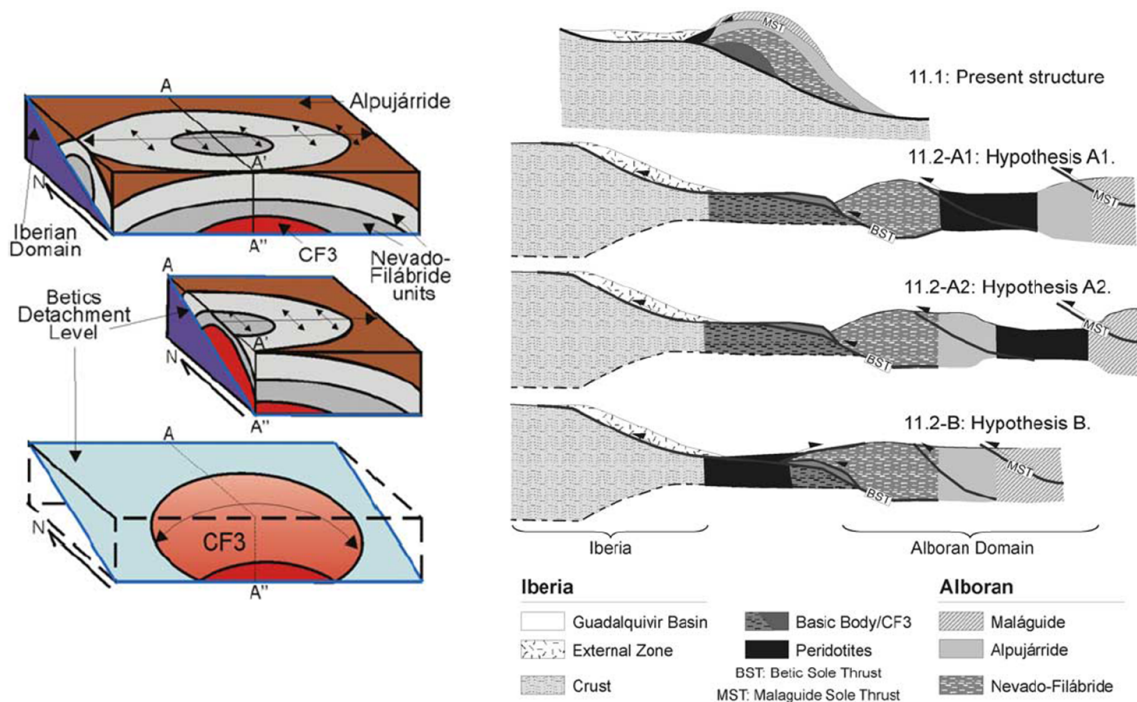 A
Alpujárride
A'
N
Iberian
Domain
A''
CF3
Nevado-
Filábride
units
Betics
Detachment
Level
A
N
A''
A
N
CF3
A''
MST
11.1: Present structure
11.2-A1: Hypothesis A1.
MST
BST
11.2-A2: Hypothesis A2.
MST
BST
11.2-B: Hypothesis B.
MST
BST
Iberia
Alboran Domain
Iberia
Alboran
Guadalquivir Basin
Basic Body/CF3
Maláguide
External Zone
Peridotites
Alpujárride
BST: Betic Sole Thrust
Crust
MST: Malaguide Sole Thrust
Nevado-Filábride